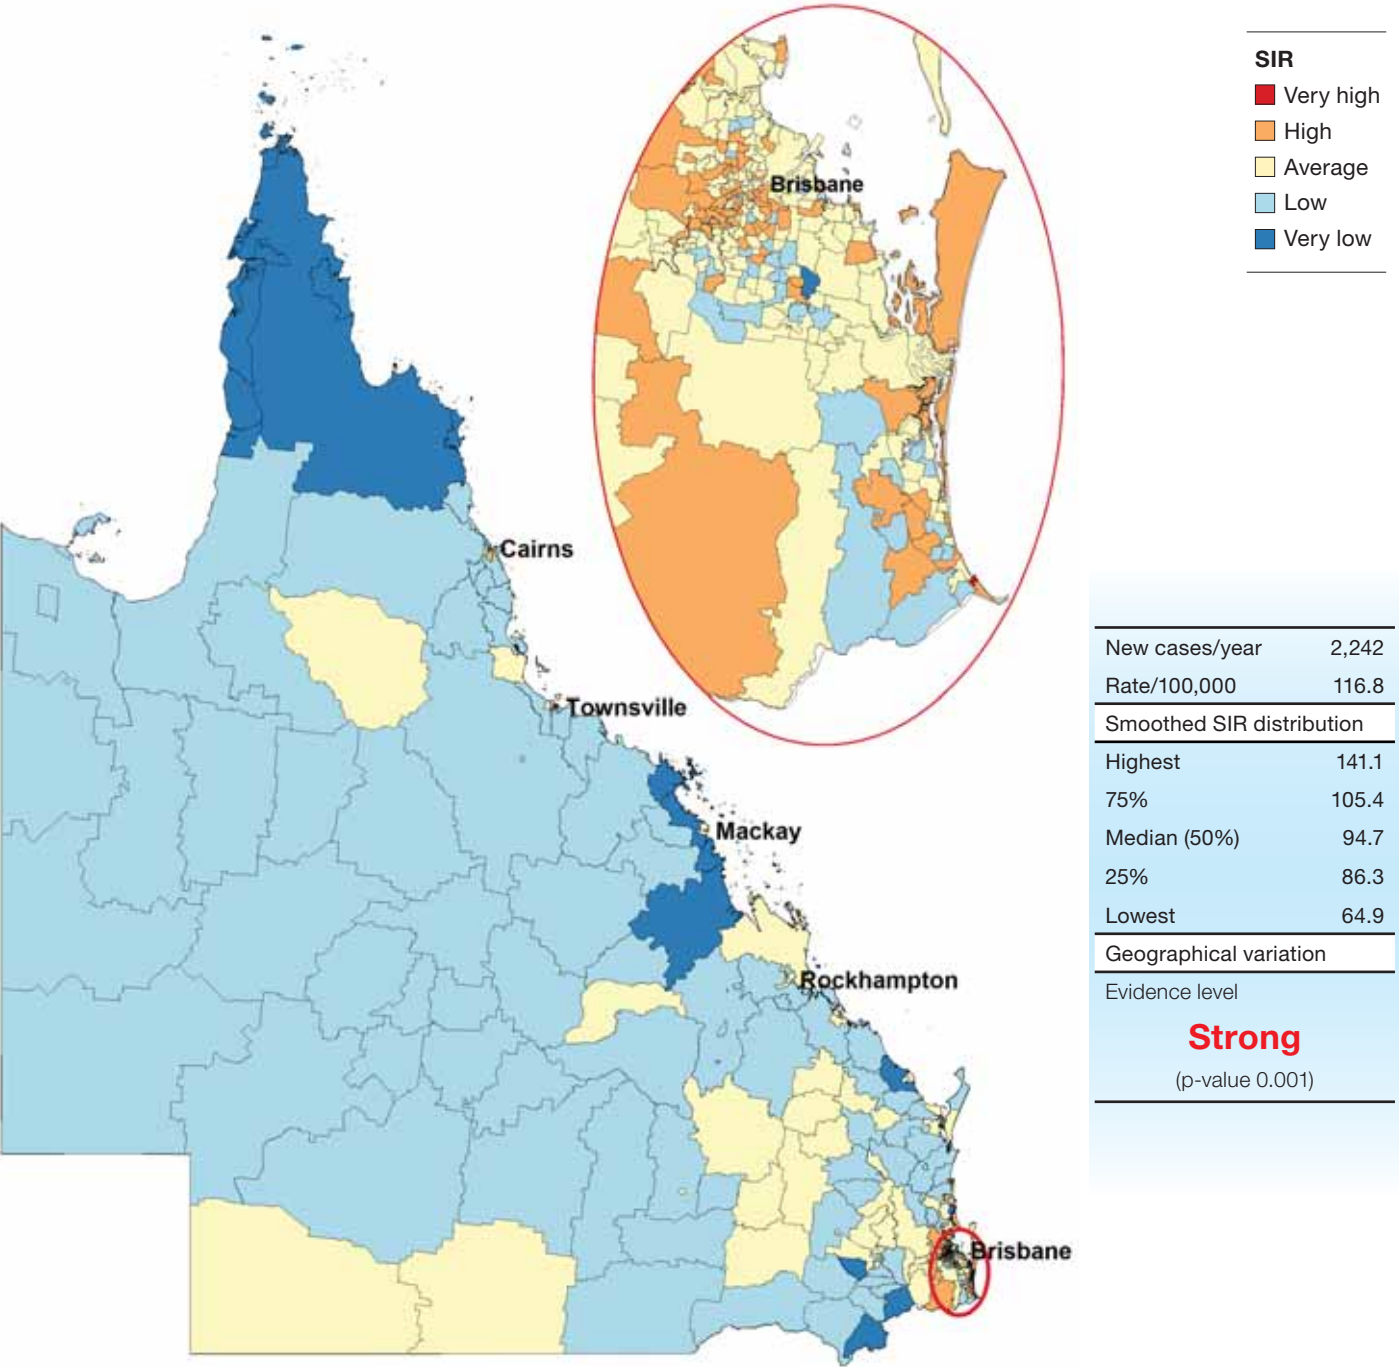 SIR
Very high
High
Average
Low
Very low
Brisbane
Cairns
Townsville
Mackay
Rockhampton
Brisbane
New cases/year 2,242
Rate/100,000 116.8
Smoothed SIR distribution
Highest 141.1
75% 105.4
Median (50%) 94.7
25% 86.3
Lowest 64.9
Geographical variation
Evidence level
Strong
(p-value 0.001)